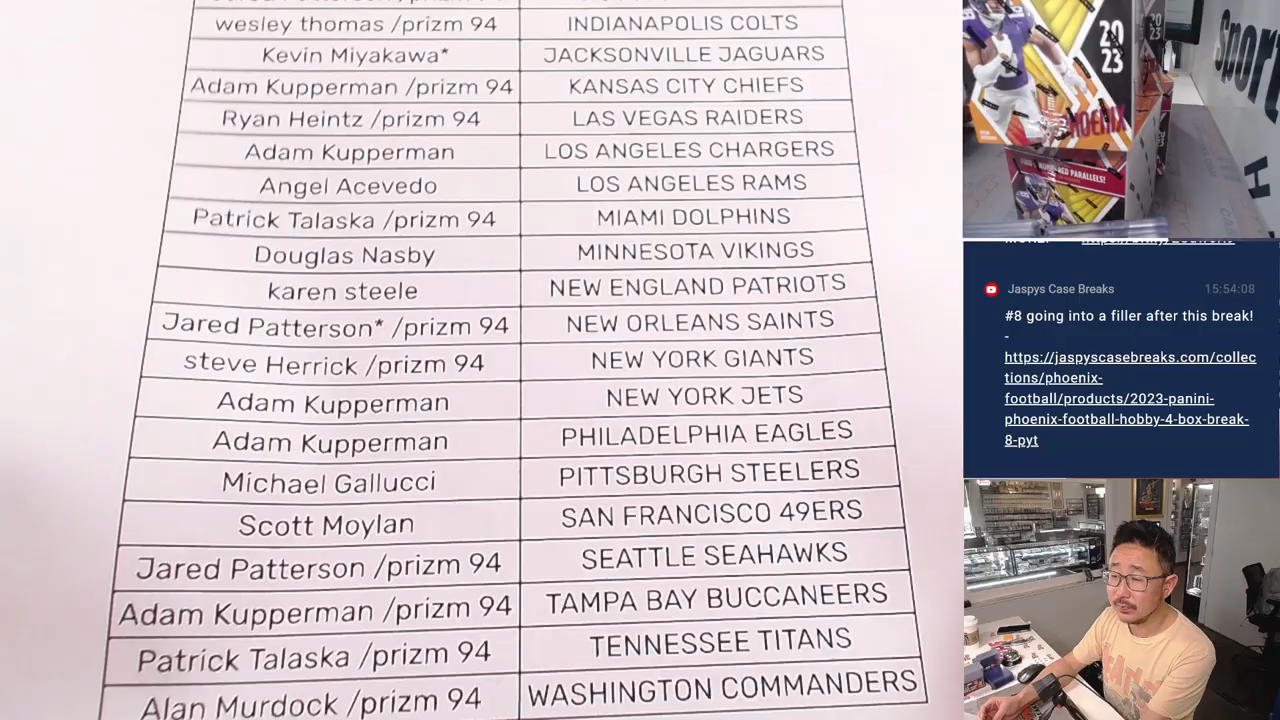 wesley thomas /prizm 94 INDIANAPOLIS COLTS
Kevin Miyakawa* JACKSONVILLE JAGUARS
Adam Kupperman /prizm 94 KANSAS CITY CHIEFS
Ryan Heintz /prizm 94 LAS VEGAS RAIDERS
Adam Kupperman LOS ANGELES CHARGERS
Angel Acevedo LOS ANGELES RAMS
Patrick Talaska /prizm 94 MIAMI DOLPHINS
Douglas Nasby MINNESOTA VIKINGS
karen steele NEW ENGLAND PATRIOTS
Jared Patterson* /prizm 94 NEW ORLEANS SAINTS
steve Herrick /prizm 94 NEW YORK GIANTS
Adam Kupperman NEW YORK JETS
Adam Kupperman PHILADELPHIA EAGLES
Michael Gallucci PITTSBURGH STEELERS
Scott Moylan SAN FRANCISCO 49ERS
Jared Patterson /prizm 94 SEATTLE SEAHAWKS
Adam Kupperman /prizm 94 TAMPA BAY BUCCANEERS
Patrick Talaska /prizm 94 TENNESSEE TITANS
Alan Murdock /prizm 94 WASHINGTON COMMANDERS
20
23
PHOENIX
PARALLELS!
Sport
Jaspys Case Breaks 15:54:08
#8 going into a filler after this break!
-
https://jaspyscasebreaks.com/collec
tions/phoenix-
football/products/2023-panini-
phoenix-football-hobby-4-box-break-
8-pyt